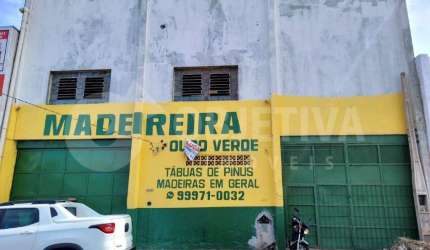 MADEIREIRA
OURO VERDE
TÁBUAS DE PINUS
MADEIRAS EM GERAL
99971-0032